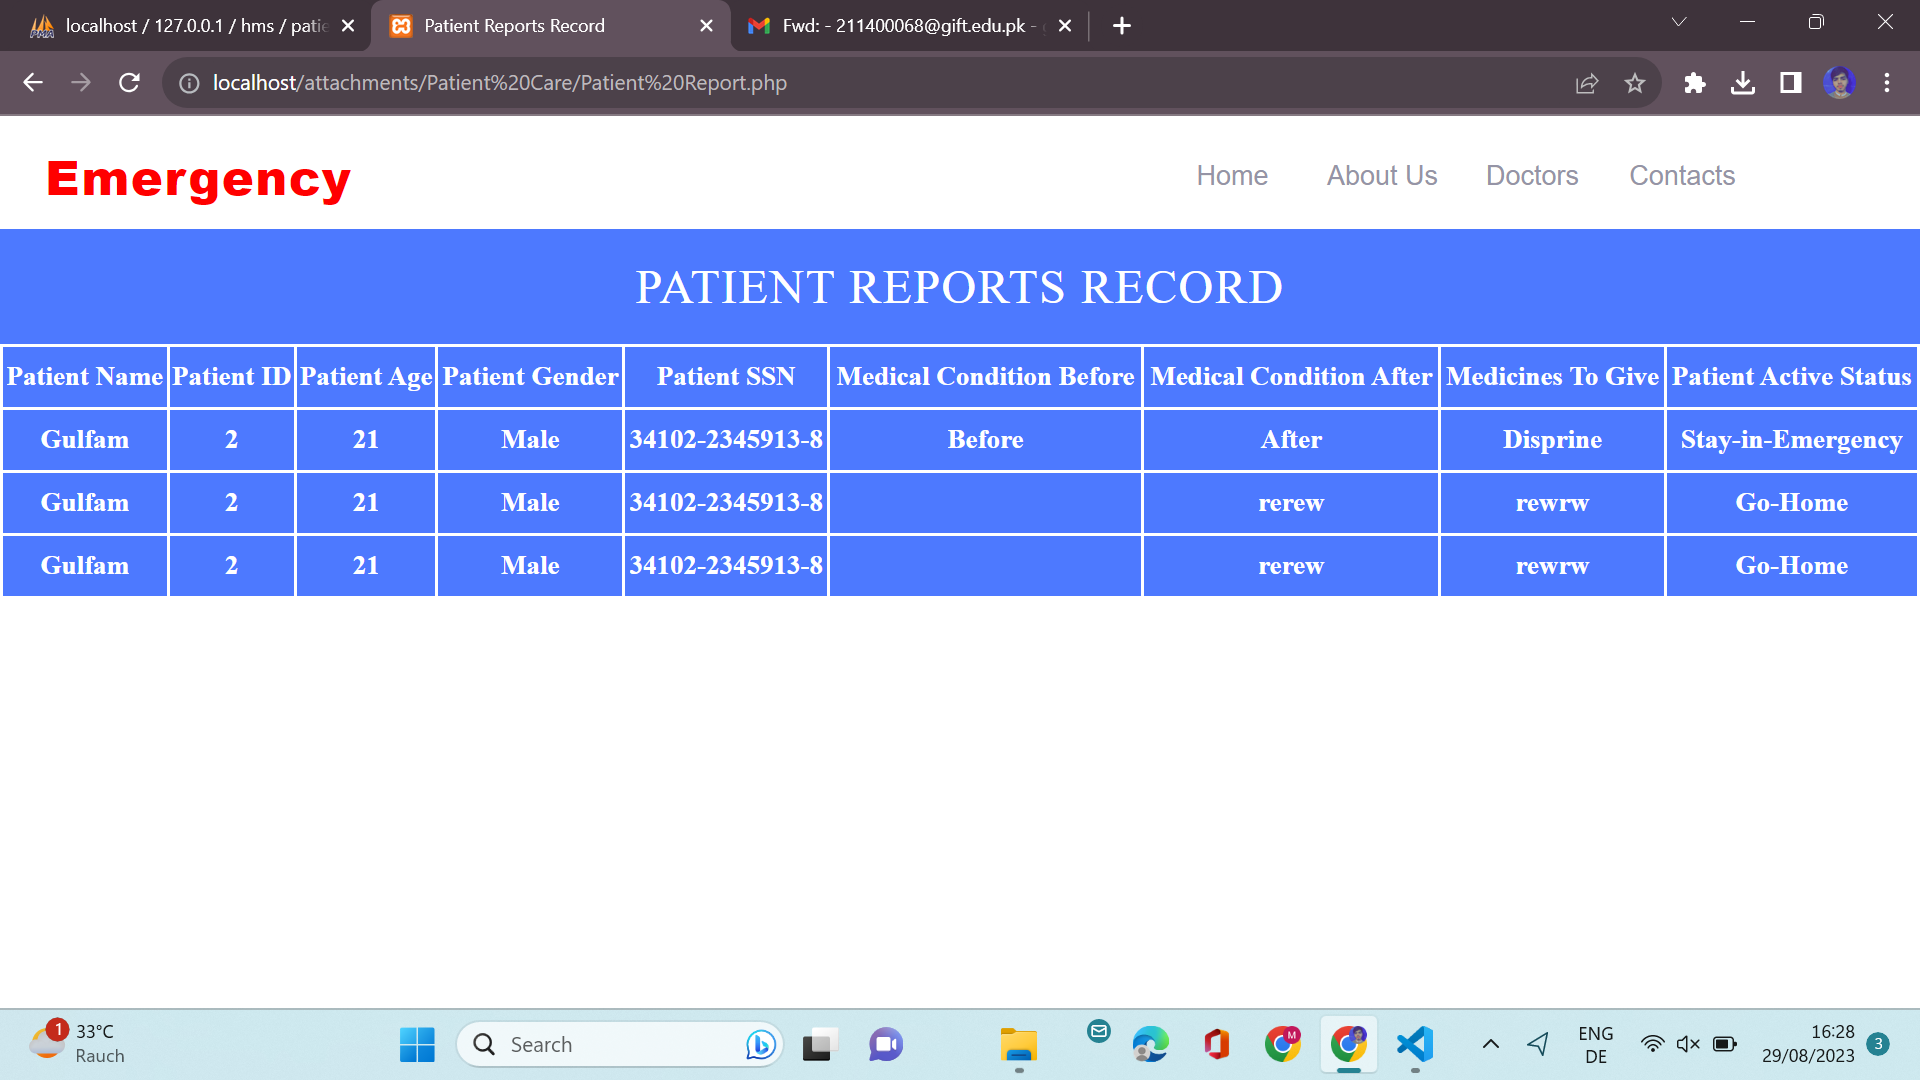 localhost / 127.0.0.1 / hms / patie
Patient Reports Record
Fwd: - 211400068@gift.edu.pk -
localhost/attachments/Patient%20Care/Patient%20Report.php
Emergency
Home About Us Doctors Contacts
PATIENT REPORTS RECORD
Patient Name Patient ID Patient Age Patient Gender Patient SSN Medical Condition Before Medical Condition After Medicines To Give Patient Active Status
Gulfam 2 21 Male 34102-2345913-8 Before After Disprine Stay-in-Emergency
Gulfam 2 21 Male 34102-2345913-8 rerew rewrw Go-Home
Gulfam 2 21 Male 34102-2345913-8 rerew rewrw Go-Home
1
33°C
Rauch
Search
M
ENG
DE
16:28
29/08/2023
3